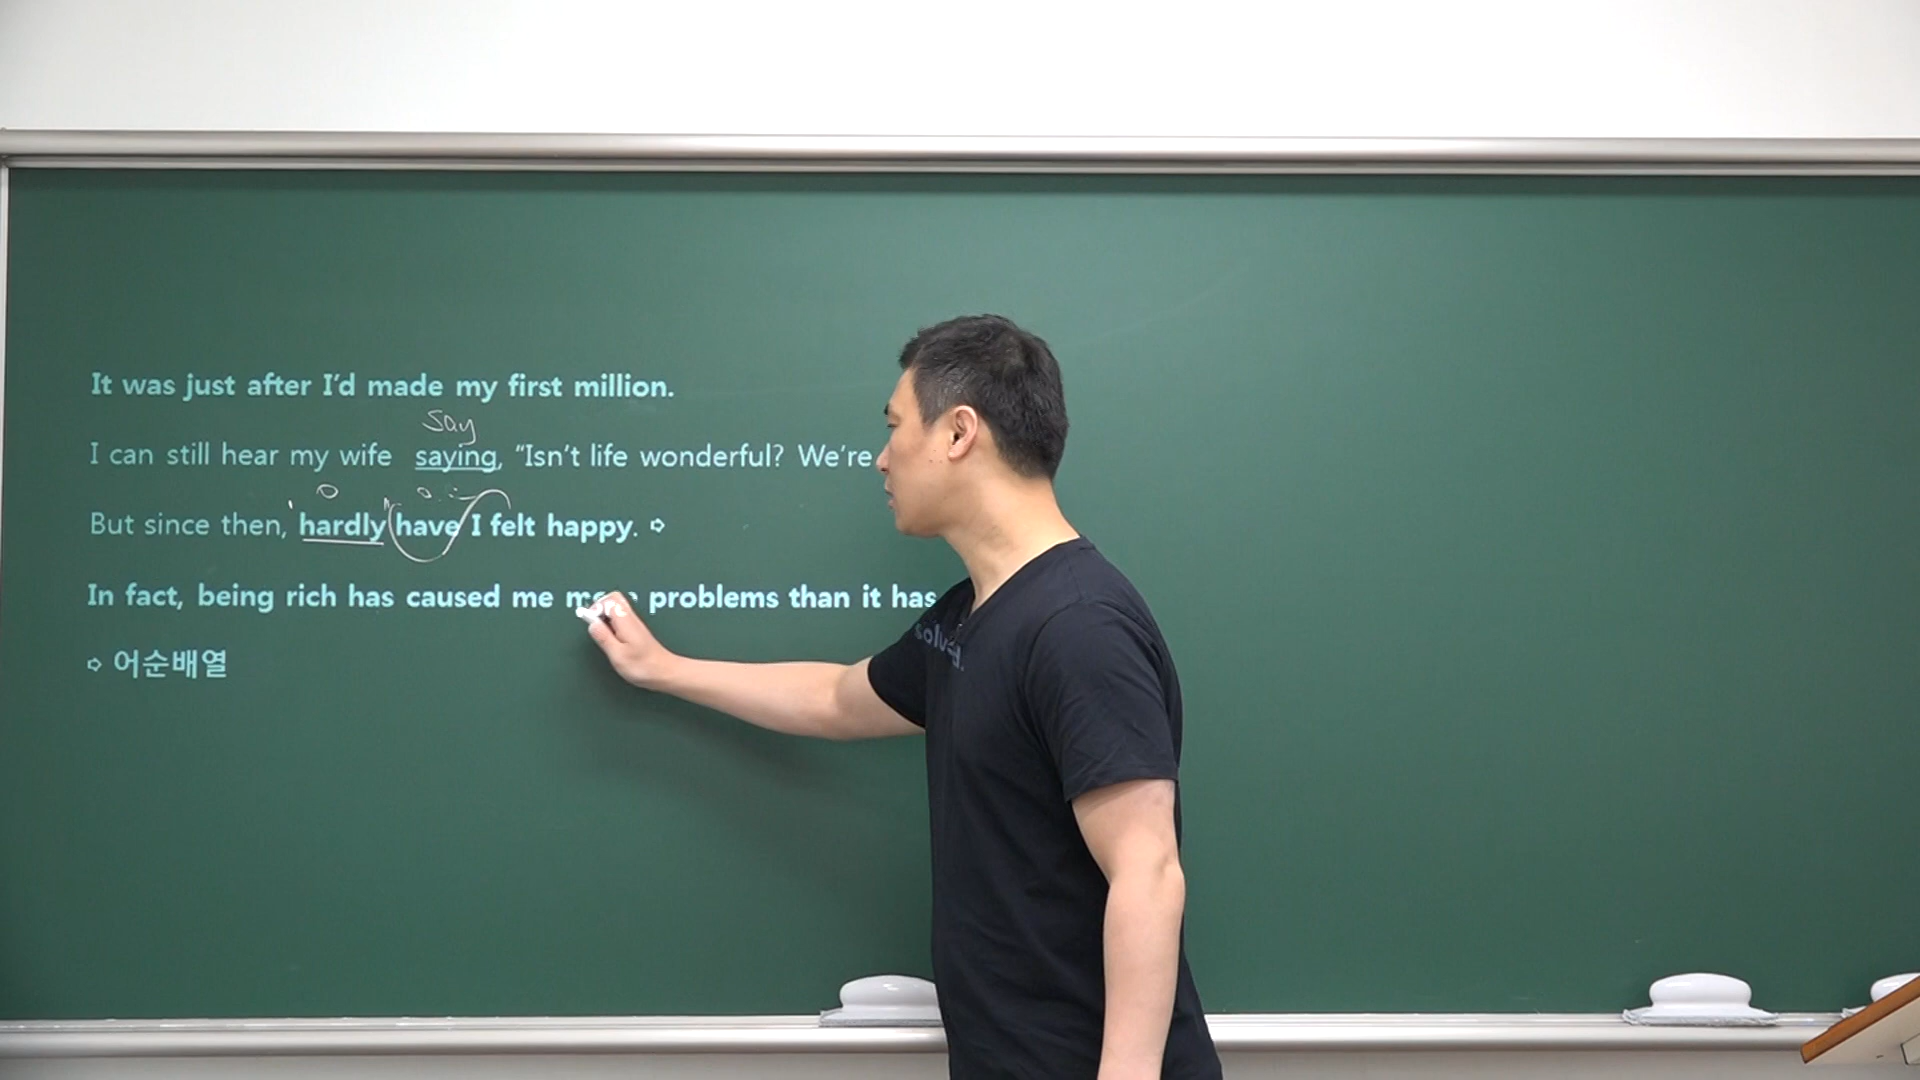 It was just after I'd made my first million.
say
I can still hear my wife saying, "Isn't life wonderful? We're
But since then, hardly have I felt happy. ⇨
In fact, being rich has caused me more problems than it has
⇨ 어순배열
solved.